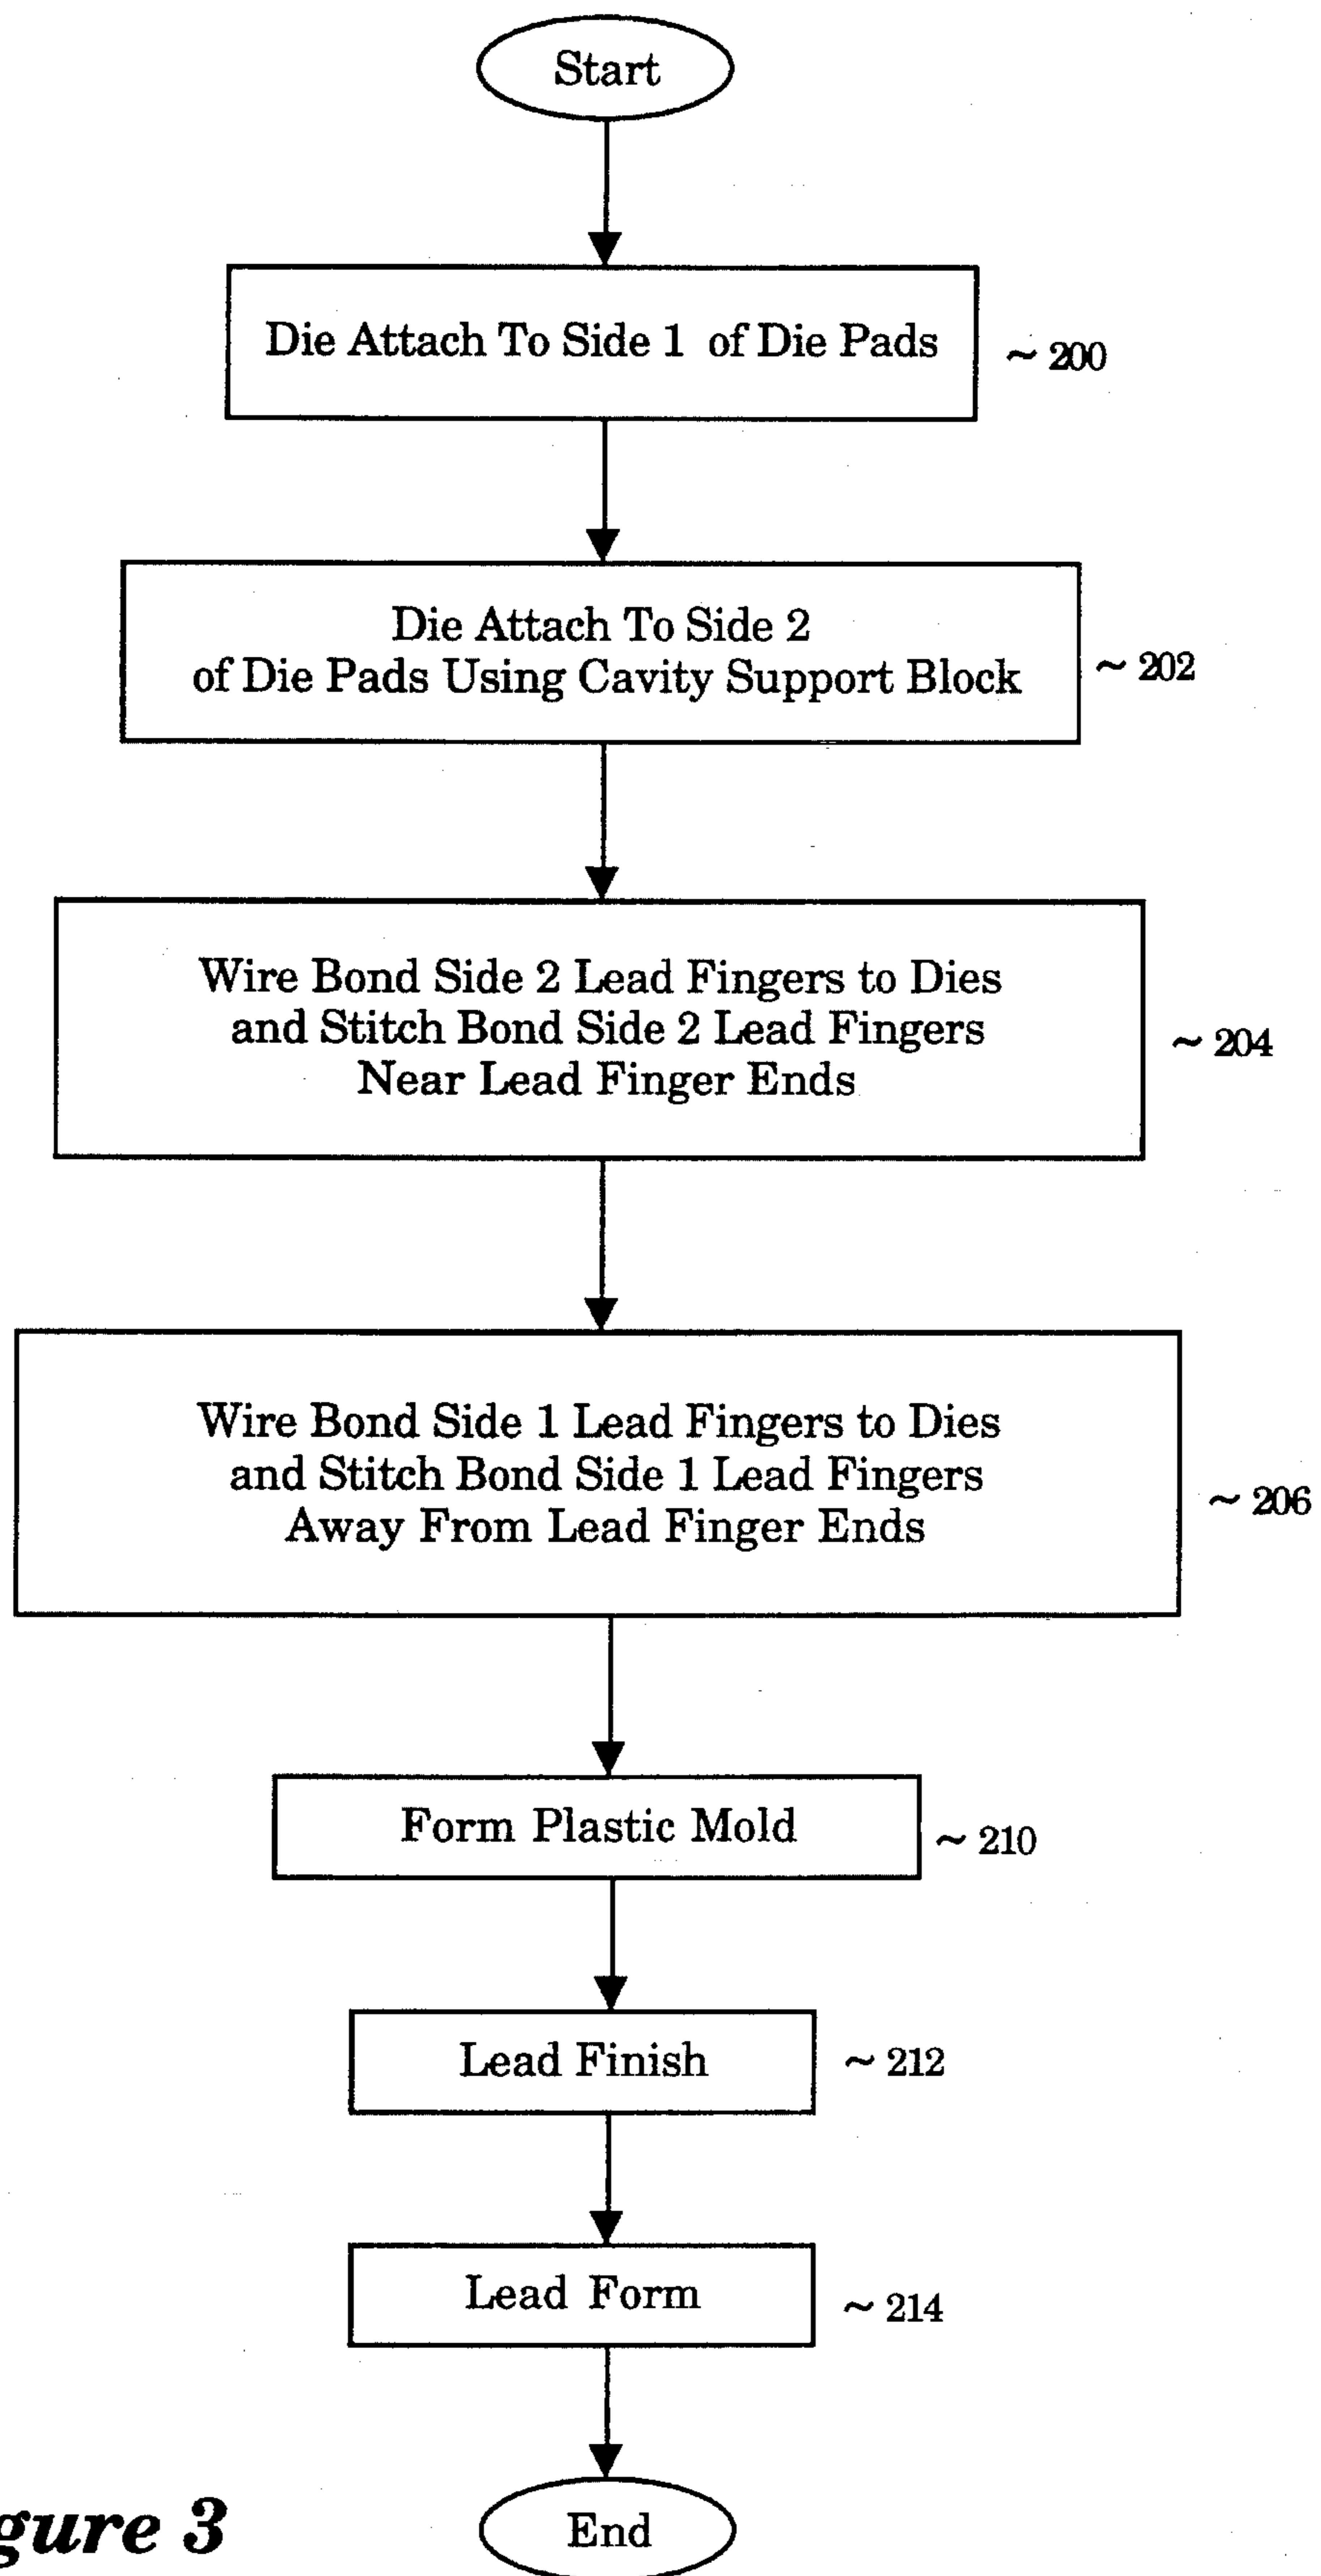 Start
Die Attach To Side 1 of Die Pads
~ 200
Die Attach To Side 2
of Die Pads Using Cavity Support Block
~ 202
Wire Bond Side 2 Lead Fingers to Dies
and Stitch Bond Side 2 Lead Fingers
Near Lead Finger Ends
~ 204
Wire Bond Side 1 Lead Fingers to Dies
and Stitch Bond Side 1 Lead Fingers
Away From Lead Finger Ends
~ 206
Form Plastic Mold
~ 210
Lead Finish
~ 212
Lead Form
~ 214
gure 3
End